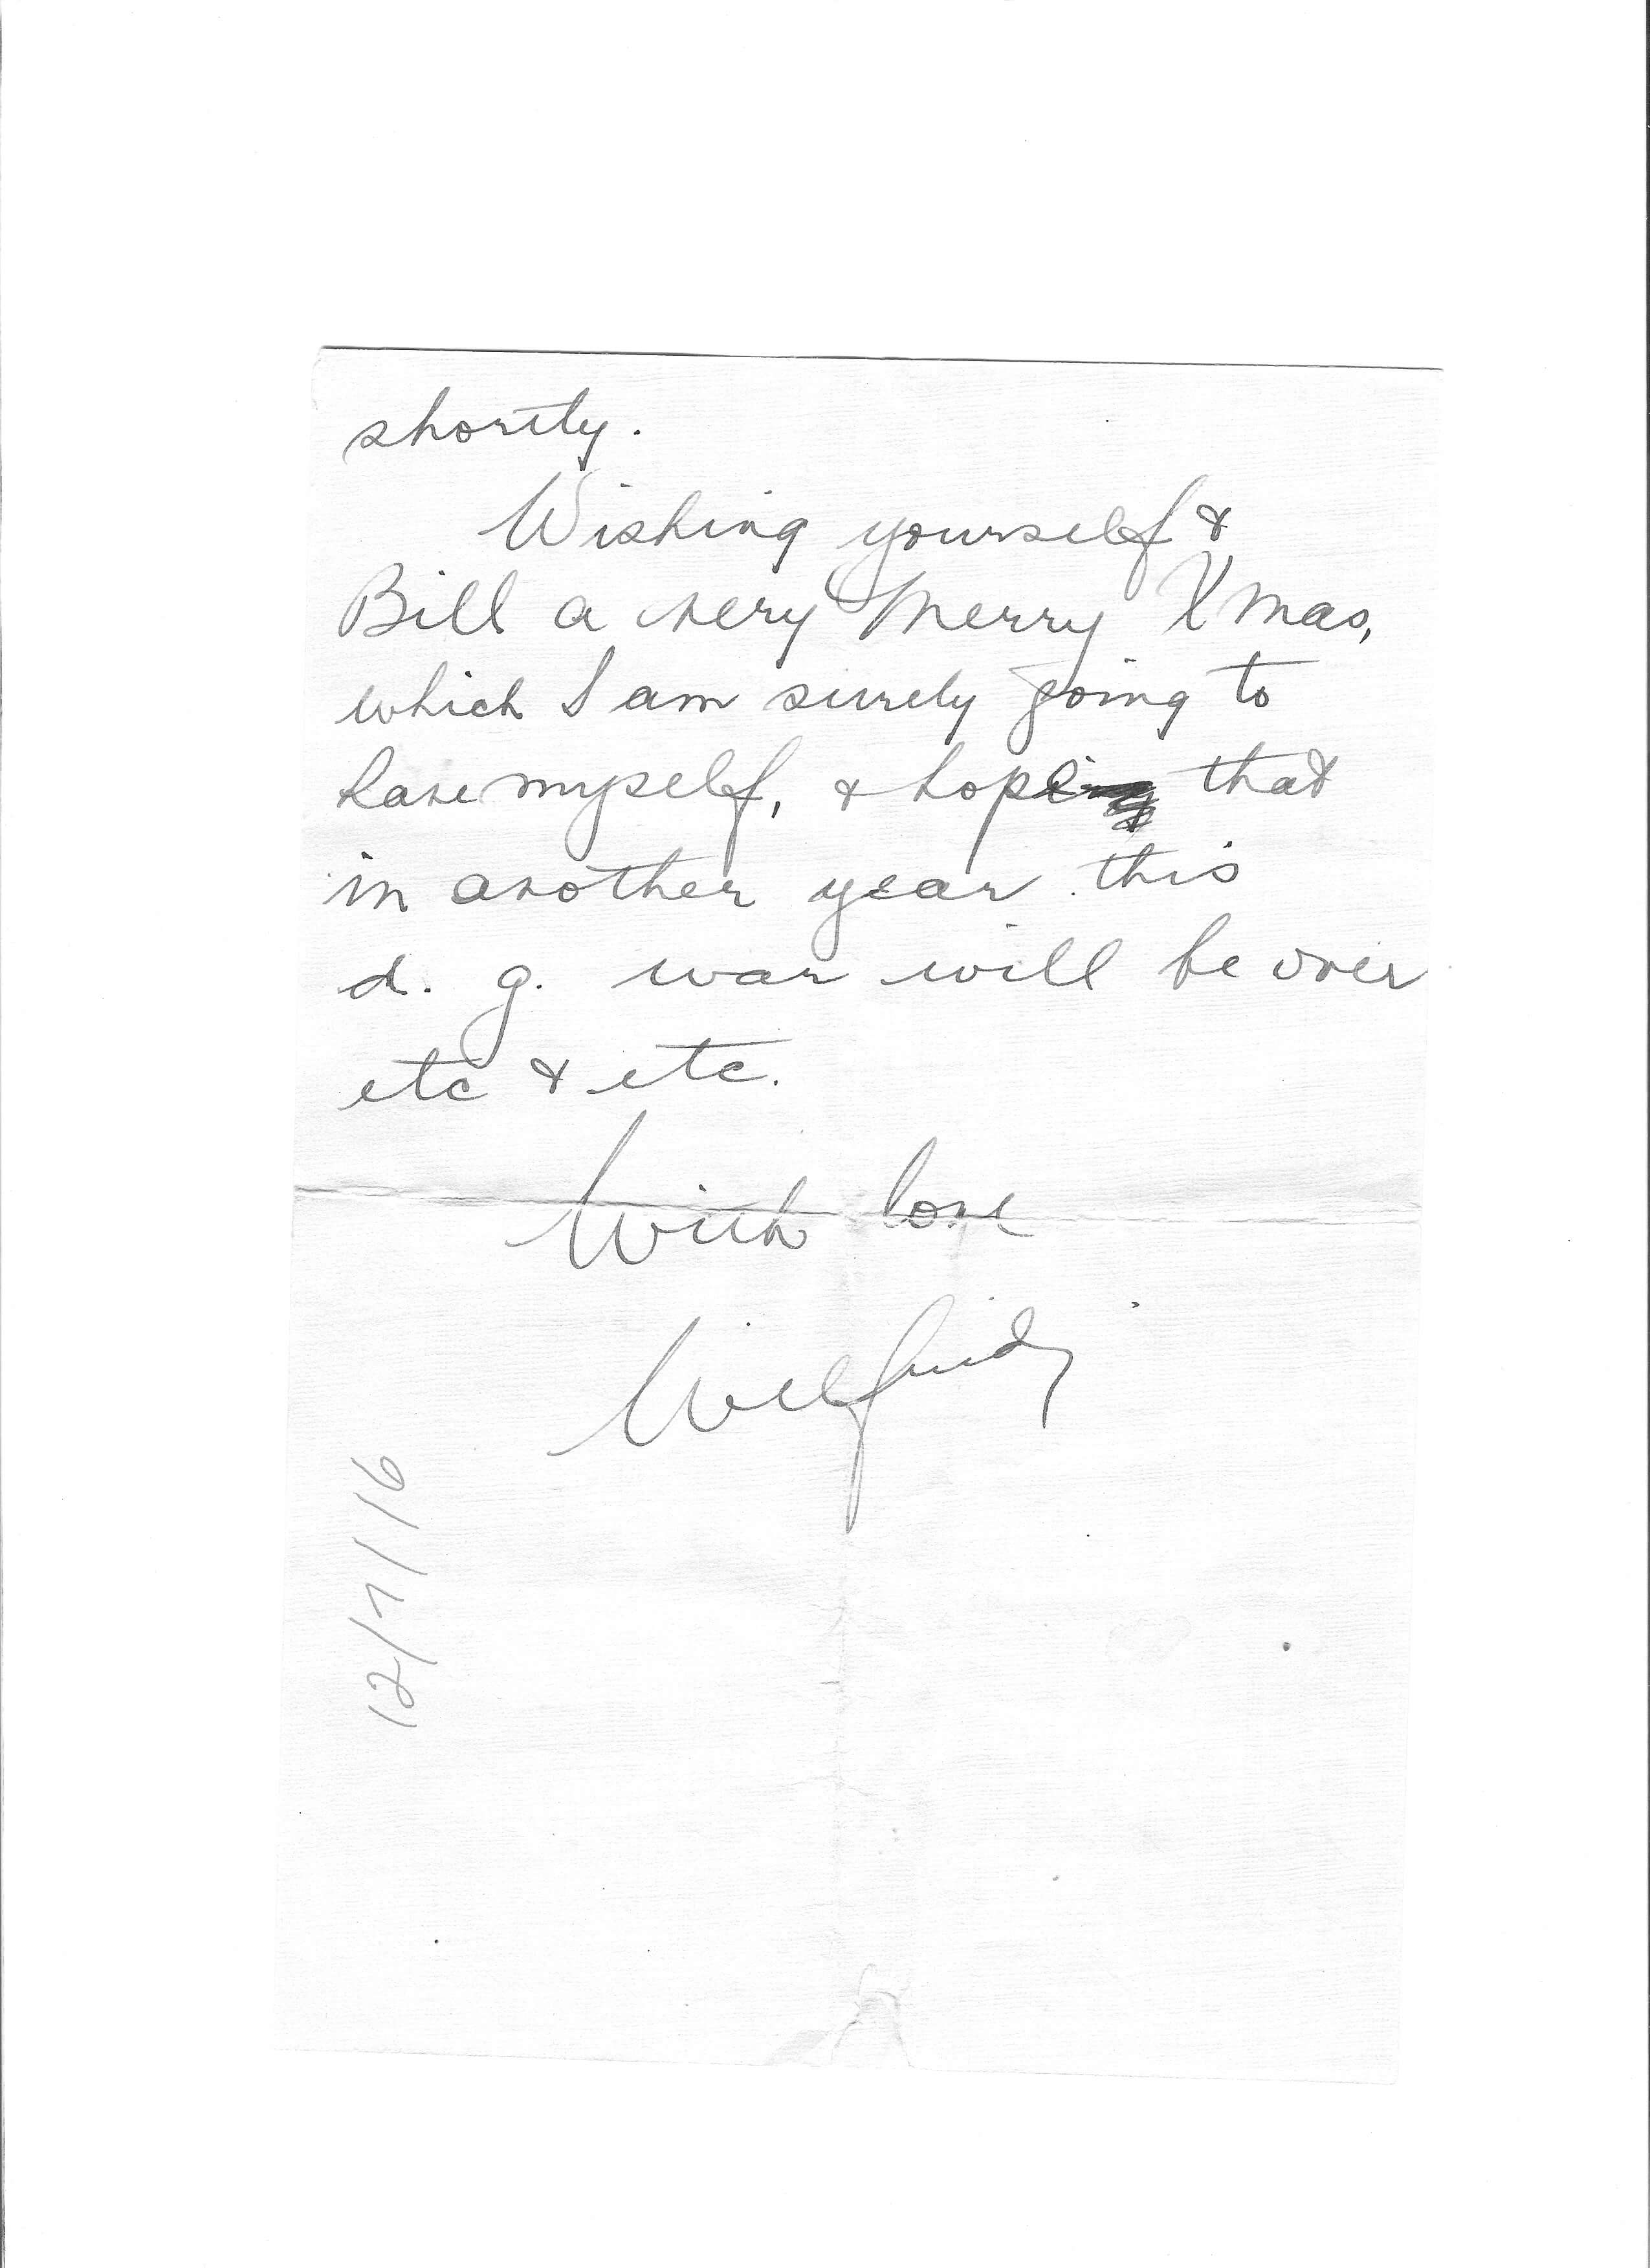 shortly.
Wishing yourself &
Bill a very Merry Xmas,
which I am surely going to
have myself, & hope that
in another year this
d. g. war will be over
etc & etc.
With love
Wilfrid,
12/7/16